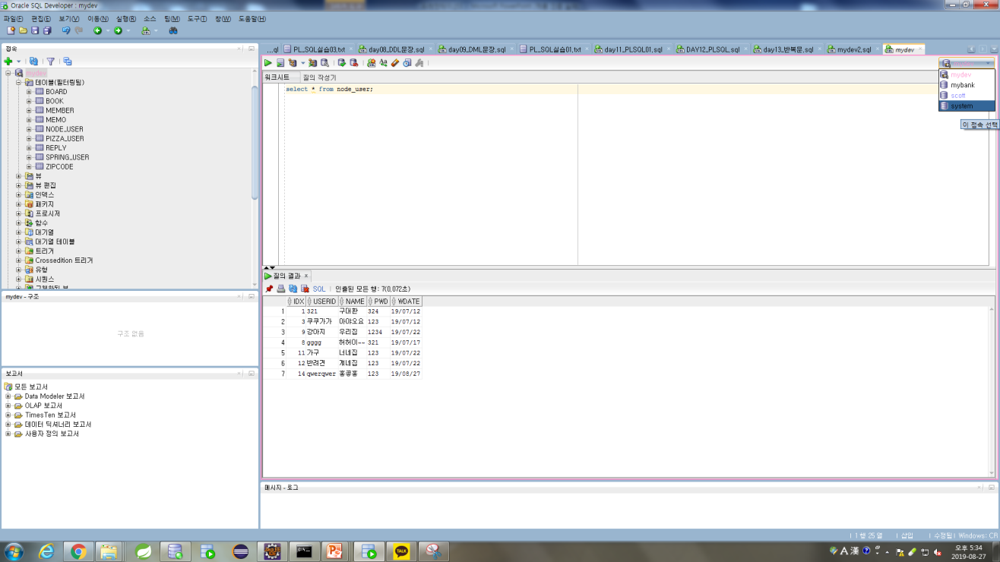 Oracle SQL Developer : mydev
파일(F) 편집(E) 보기(V) 이동(N) 실행(R) 소스 팀(M) 도구(T) 창(W) 도움말(H)
접속
mydev
테이블(필터링됨)
BOARD
BOOK
MEMBER
MEMO
NODE_USER
PIZZA_USER
REPLY
SPRING_USER
ZIPCODE
뷰
뷰 편집
인덱스
패키지
프로시저
함수
대기열
대기열 테이블
트리거
Crossedition 트리거
유형
시퀀스
mydev - 구조
구조 없음
보고서
모든 보고서
Data Modeler 보고서
OLAP 보고서
TimesTen 보고서
데이터 딕셔너리 보고서
사용자 정의 보고서
...ql PL_SQL실습03.txt day08_DDL문장.sql day09_DML문장.sql PL_SQL실습01.txt day11_PLSQL01.sql DAY12_PLSQL.sql day13_반복문.sql mydev2.sql mydev
워크시트 질의 작성기
select * from node_user;
mydev
mybank
scott
system
이 접속 선택
질의 결과
SQL 인출된 모든 행: 7(0,072초)
IDX USERID NAME PWD WDATE
1 1 321 구대환 324 19/07/12
2 3 쿠쿠가가 아야오요 123 19/07/12
3 9 강마지 우리집 1234 19/07/22
4 8 gggg 허허이~~ 321 19/07/17
5 11 가구 너네집 123 19/07/22
6 12 반려견 걔네집 123 19/07/22
7 14 qwerqwer 홍콩홍 123 19/08/27
메시지 - 로그
1 행 25 열 삽입 수정됨 Windows: CR
A 漢
오후 5:34
2019-08-27